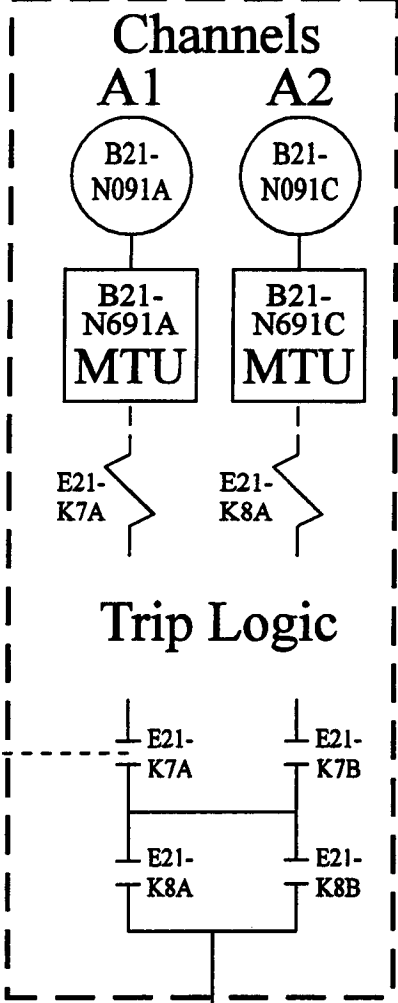 Channels
A1 A2
B21- B21-
N091A N091C
B21- B21-
N691A N691C
MTU MTU
E21- E21-
K7A K8A
Trip Logic
E21- E21-
K7A K7B
E21- E21-
K8A K8B